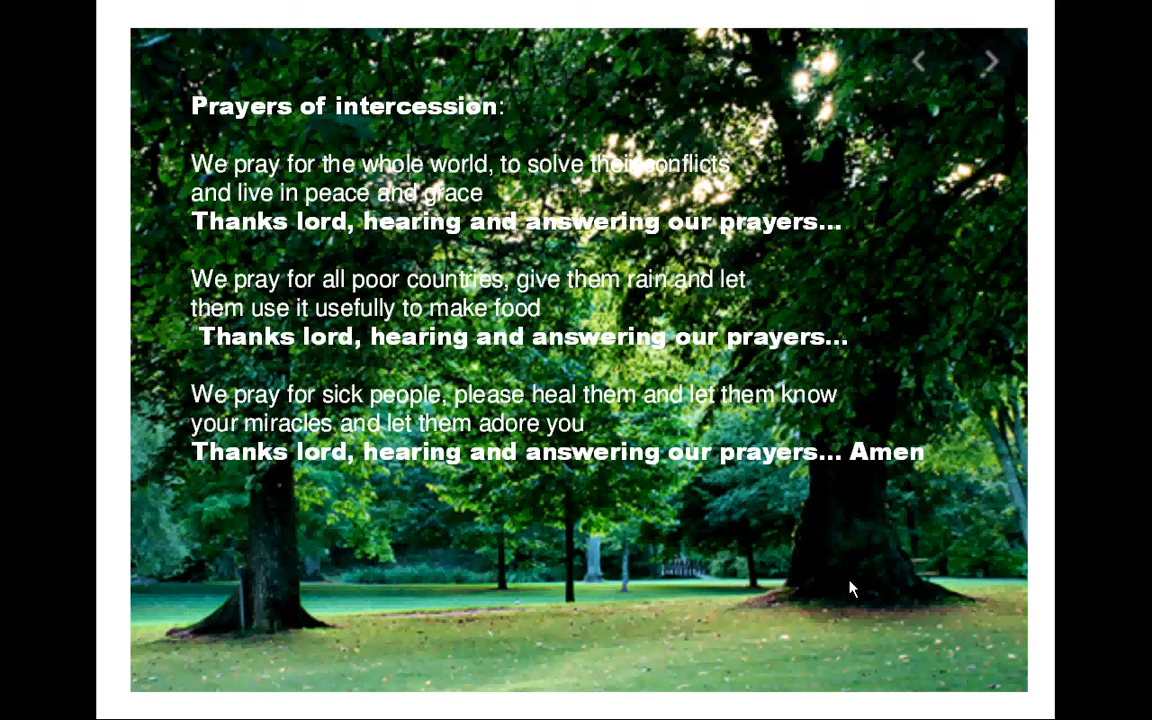 Prayers of intercession:
We pray for the whole world, to solve their conflicts
and live in peace and grace
Thanks lord, hearing and answering our prayers...
We pray for all poor countries, give them rain and let
them use it usefully to make food
Thanks lord, hearing and answering our prayers...
We pray for sick people, please heal them and let them know
your miracles and let them adore you
Thanks lord, hearing and answering our prayers... Amen